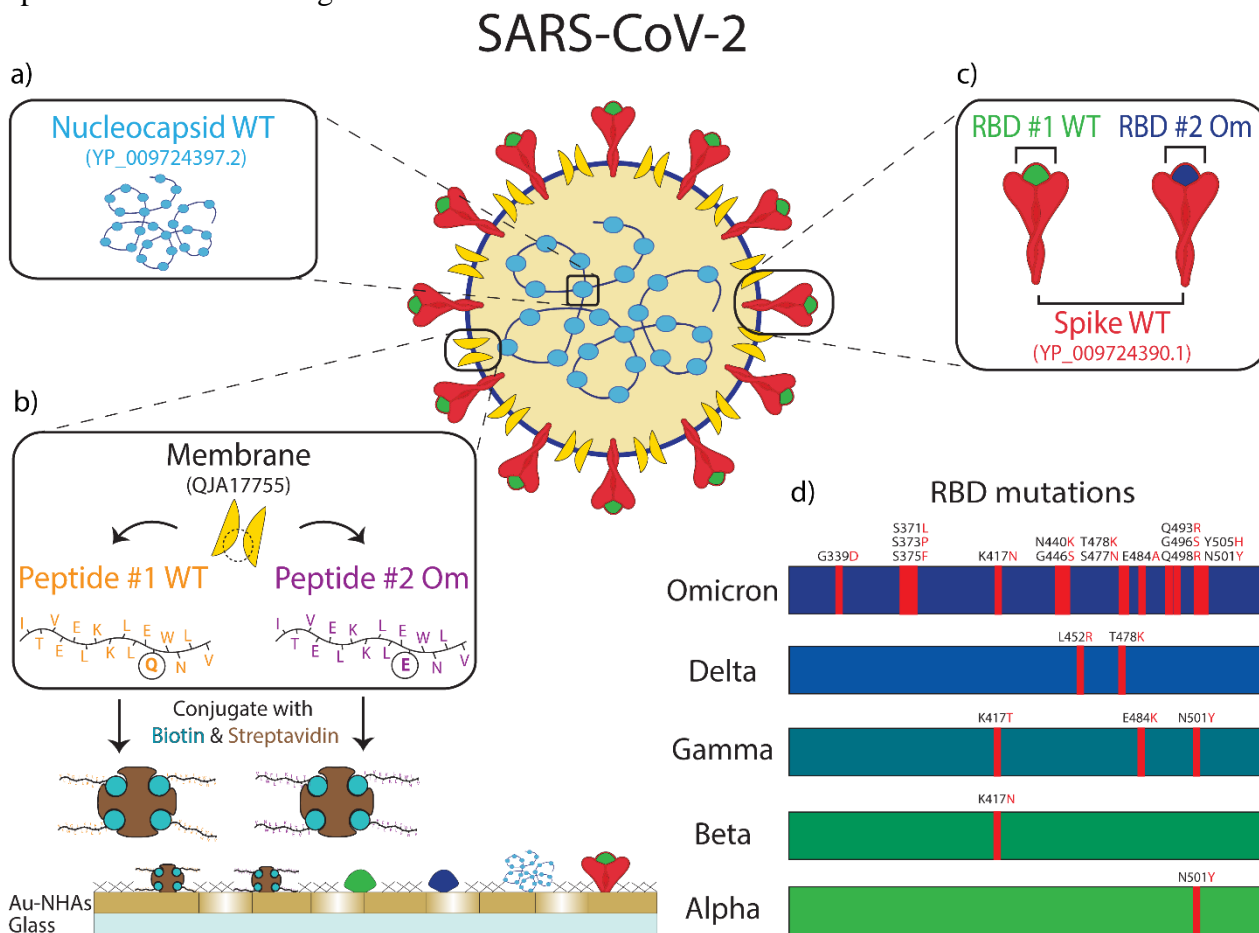 SARS-CoV-2
a)
Nucleocapsid WT
(YP_009724397.2)
c)
RBD #1 WT RBD #2 Om
Spike WT
(YP_009724390.1)
b)
Membrane
(QJA17755)
Peptide #1 WT Peptide #2 Om
I V E K L E W L
T E L K L Q N V
I V E K L E W L
T E L K L E N V
Conjugate with
Biotin & Streptavidin
Au-NHAs
Glass
d)
RBD mutations
S371L Q493R
S373P N440K T478K G496S Y505H
G339D S375F K417N G446S S477N E484A Q498R N501Y
Omicron
L452R T478K
Delta
K417T E484K N501Y
Gamma
K417N
Beta
N501Y
Alpha